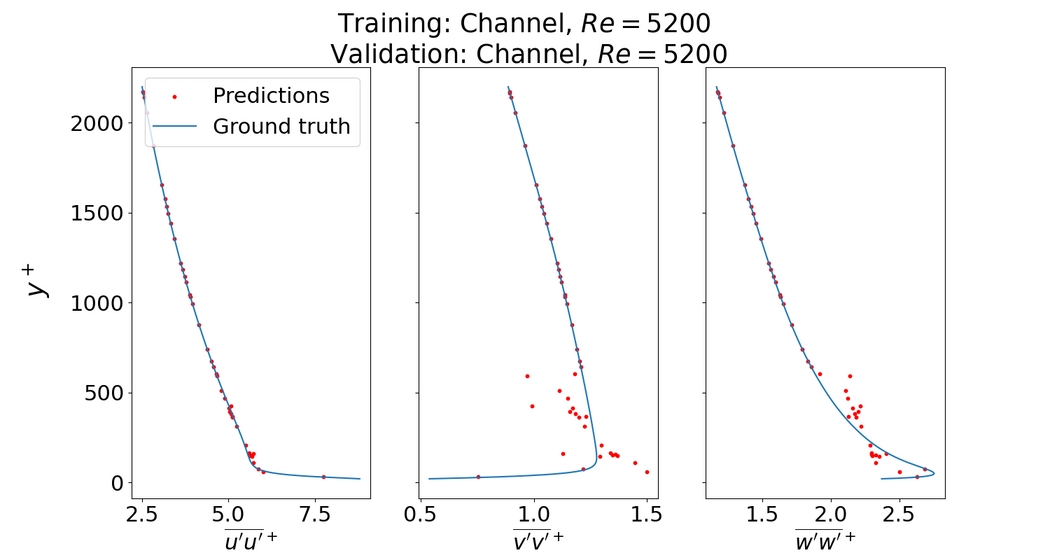 Training: Channel, Re = 5200
Validation: Channel, Re = 5200
Predictions
Ground truth
y⁺
2000
1500
1000
500
0
2.5 5.0 7.5
0.5 1.0 1.5
1.5 2.0 2.5
u′u′⁺
v′v′⁺
w′w′⁺